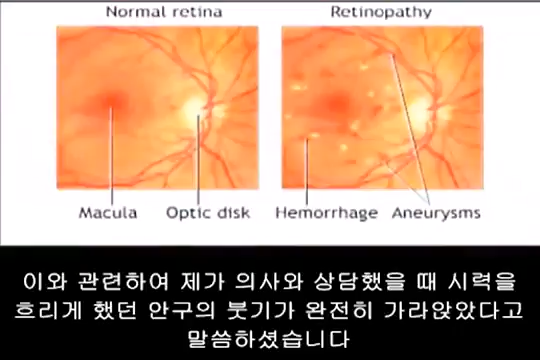 Normal retina
Retinopathy
Macula
Optic disk
Hemorrhage
Aneurysms
이와 관련하여 제가 의사와 상담했을 때 시력을
흐리게 했던 안구의 붓기가 완전히 가라앉았다고
말씀하셨습니다